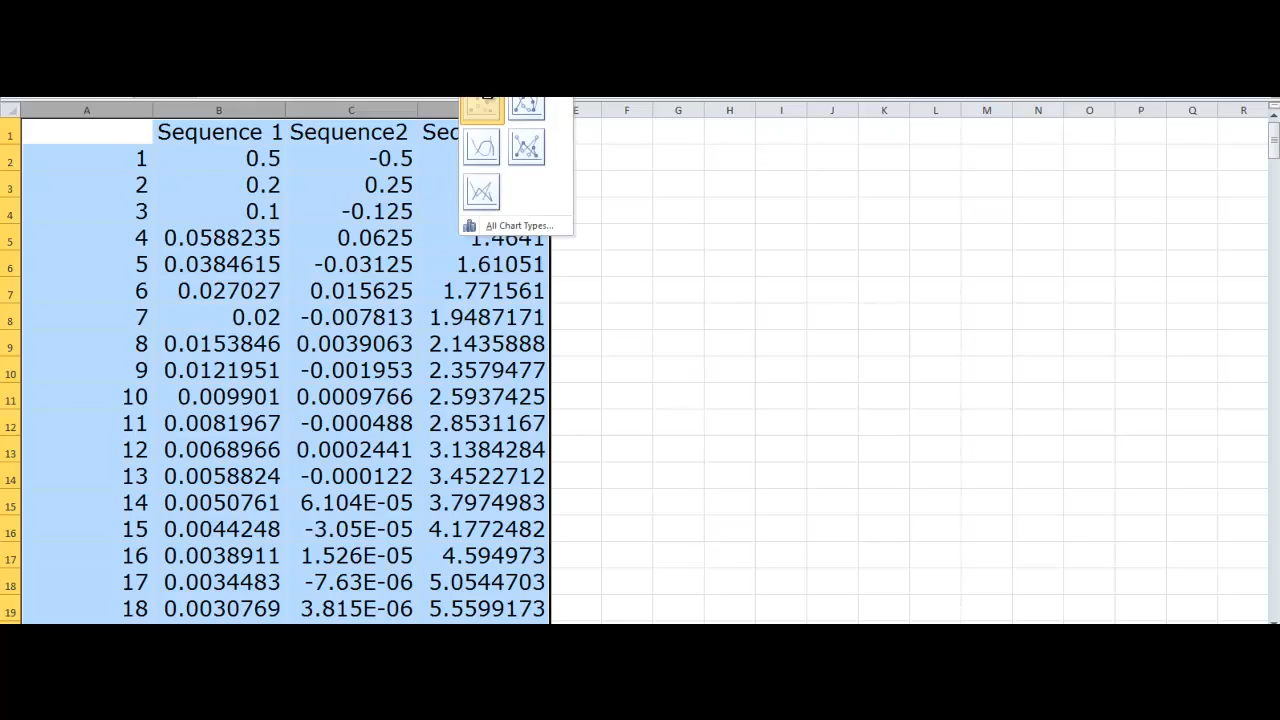 A B C E F G H I J K L M N O P Q R
1 Sequence 1 Sequence2
2 1 0.5 -0.5
3 2 0.2 0.25
4 3 0.1 -0.125
All Chart Types...
5 4 0.0588235 0.0625 1.4641
6 5 0.0384615 -0.03125 1.61051
7 6 0.027027 0.015625 1.771561
8 7 0.02 -0.007813 1.9487171
9 8 0.0153846 0.0039063 2.1435888
10 9 0.0121951 -0.001953 2.3579477
11 10 0.009901 0.0009766 2.5937425
12 11 0.0081967 -0.000488 2.8531167
13 12 0.0068966 0.0002441 3.1384284
14 13 0.0058824 -0.000122 3.4522712
15 14 0.0050761 6.104E-05 3.7974983
16 15 0.0044248 -3.05E-05 4.1772482
17 16 0.0038911 1.526E-05 4.594973
18 17 0.0034483 -7.63E-06 5.0544703
19 18 0.0030769 3.815E-06 5.5599173